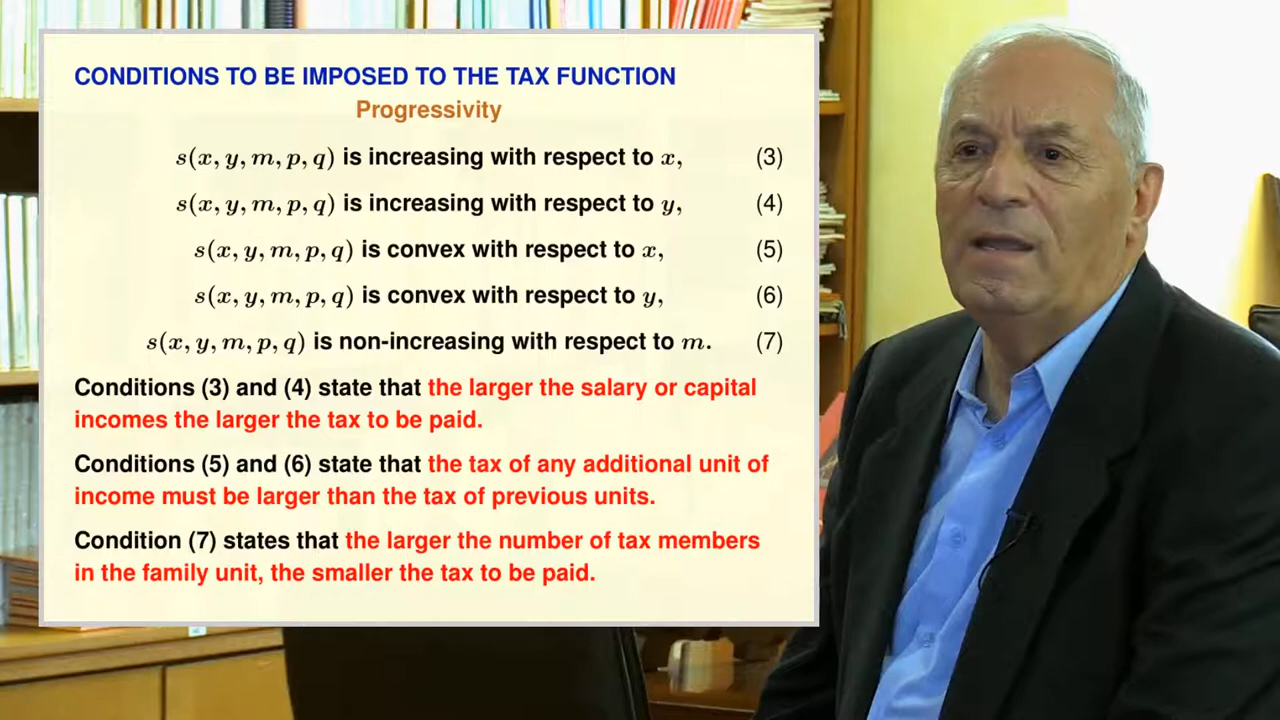 CONDITIONS TO BE IMPOSED TO THE TAX FUNCTION
Progressivity
s(x, y, m, p, q) is increasing with respect to x, (3)
s(x, y, m, p, q) is increasing with respect to y, (4)
s(x, y, m, p, q) is convex with respect to x, (5)
s(x, y, m, p, q) is convex with respect to y, (6)
s(x, y, m, p, q) is non-increasing with respect to m. (7)
Conditions (3) and (4) state that the larger the salary or capital
incomes the larger the tax to be paid.
Conditions (5) and (6) state that the tax of any additional unit of
income must be larger than the tax of previous units.
Condition (7) states that the larger the number of tax members
in the family unit, the smaller the tax to be paid.